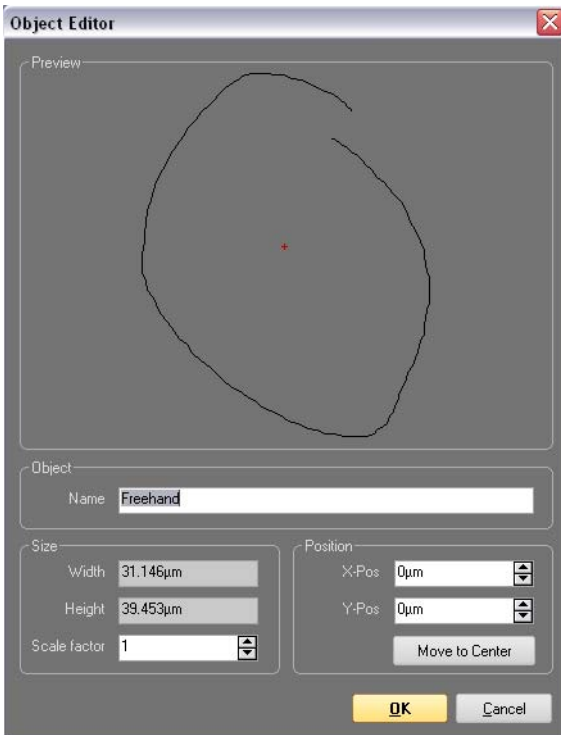 Object Editor
Preview
Object
Name Freehand
Size
Width 31.146µm
Height 39.453µm
Scale factor 1
Position
X-Pos 0µm
Y-Pos 0µm
Move to Center
OK Cancel